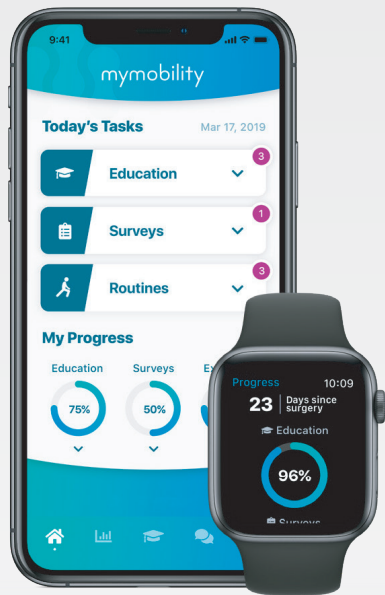 9:41
mymobility
Today's Tasks
Mar 17, 2019
3
Education
1
Surveys
3
Routines
My Progress
Education
Surveys
75%
50%
Progress
10:09
23
Days since
surgery
Education
96%
Surveys